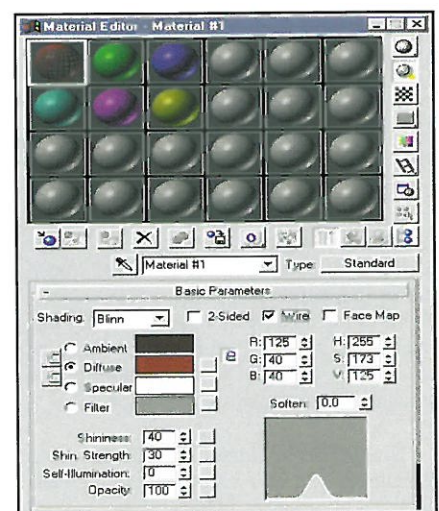 Material Editor - Material #1
Material #1
Type:
Standard
-
Basic Parameters
Shading: Blinn
2-Sided
Wire
Face Map
Ambient
Diffuse
Specular
Filter
R: 125
G: 40
B: 40
H: 255
S: 173
V: 125
Soften: 0.0
Shininess: 40
Shin. Strength: 30
Self-Illumination: 0
Opacity: 100